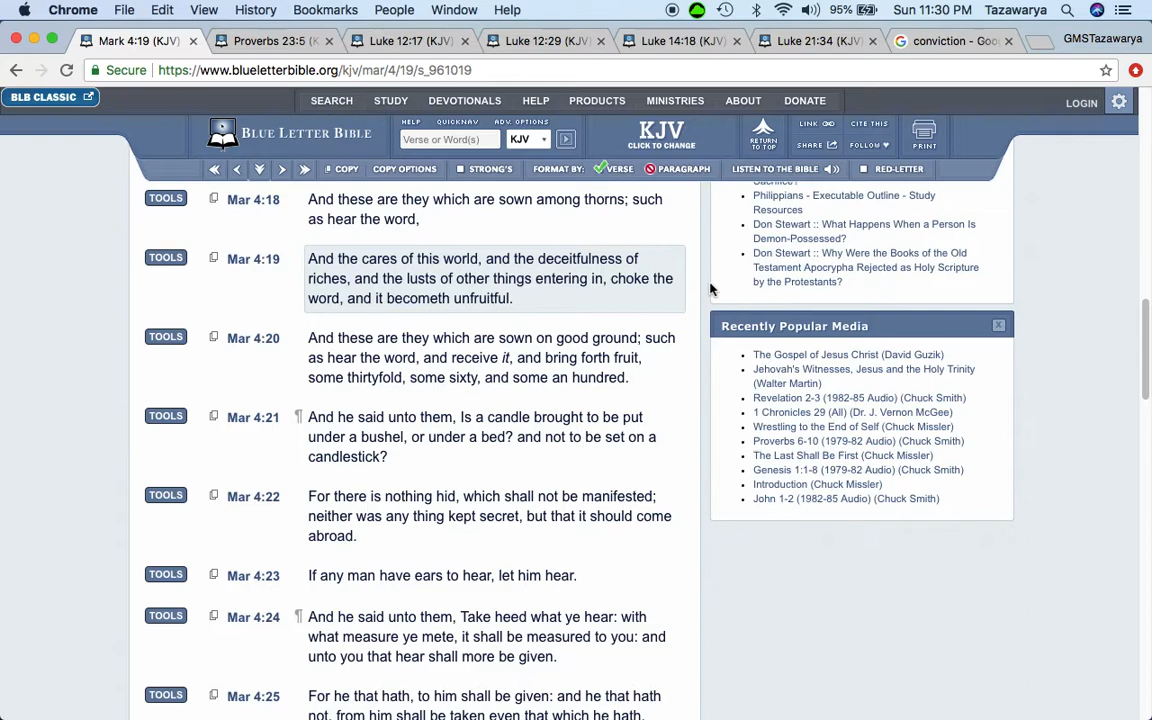 Chrome File Edit View History Bookmarks People Window Help 95% Sun 11:30 PM Tazawarya
Mark 4:19 (KJV) × Proverbs 23:5 (KJV × Luke 12:17 (KJV) × Luke 12:29 (KJV) × Luke 14:18 (KJV) × Luke 21:34 (KJV) × conviction - Goo × GMSTazawarya
Secure https://www.blueletterbible.org/kjv/mar/4/19/s_961019
BLB CLASSIC SEARCH STUDY DEVOTIONALS HELP PRODUCTS MINISTRIES ABOUT DONATE LOGIN
BLUE LETTER BIBLE
HELP QUICKNAV ADV. OPTIONS
Verse or Word(s) KJV
KJV
CLICK TO CHANGE
RETURN
TO TOP
LINK CITE THIS
SHARE FOLLOW
PRINT
COPY COPY OPTIONS STRONG'S FORMAT BY: VERSE PARAGRAPH LISTEN TO THE BIBLE RED-LETTER
TOOLS Mar 4:18 And these are they which are sown among thorns; such
as hear the word,
TOOLS Mar 4:19 And the cares of this world, and the deceitfulness of
riches, and the lusts of other things entering in, choke the
word, and it becometh unfruitful.
TOOLS Mar 4:20 And these are they which are sown on good ground; such
as hear the word, and receive it, and bring forth fruit,
some thirtyfold, some sixty, and some an hundred.
TOOLS Mar 4:21 ¶ And he said unto them, Is a candle brought to be put
under a bushel, or under a bed? and not to be set on a
candlestick?
TOOLS Mar 4:22 For there is nothing hid, which shall not be manifested;
neither was any thing kept secret, but that it should come
abroad.
TOOLS Mar 4:23 If any man have ears to hear, let him hear.
TOOLS Mar 4:24 ¶ And he said unto them, Take heed what ye hear: with
what measure ye mete, it shall be measured to you: and
unto you that hear shall more be given.
TOOLS Mar 4:25 For he that hath, to him shall be given: and he that hath
not, from him shall be taken even that which he hath.
Sacrifice?
Philippians - Executive Outline - Study
Resources
Don Stewart :: What Happens When a Person Is
Demon-Possessed?
Don Stewart :: Why Were the Books of the Old
Testament Apocrypha Rejected as Holy Scripture
by the Protestants?
Recently Popular Media
The Gospel of Jesus Christ (David Guzik)
Jehovah's Witnesses, Jesus and the Holy Trinity
(Walter Martin)
Revelation 2-3 (1982-85 Audio) (Chuck Smith)
1 Chronicles 29 (All) (Dr. J. Vernon McGee)
Wrestling to the End of Self (Chuck Missler)
Proverbs 6-10 (1979-82 Audio) (Chuck Smith)
The Last Shall Be First (Chuck Missler)
Genesis 1:1-8 (1979-82 Audio) (Chuck Smith)
Introduction (Chuck Missler)
John 1-2 (1982-85 Audio) (Chuck Smith)